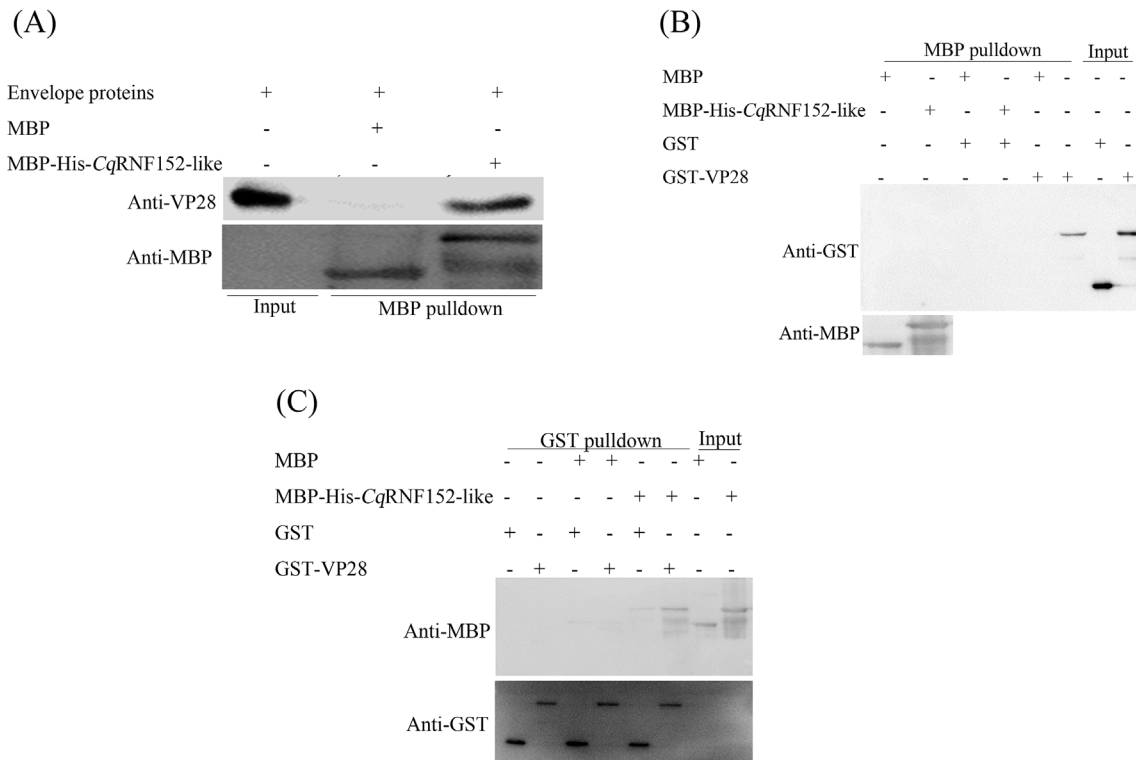 (A)
Envelope proteins + + +
MBP - + -
MBP-His-CqRNF152-like - - +
Anti-VP28
Anti-MBP
Input MBP pulldown
(B)
MBP pulldown Input
MBP + - + - + - - -
MBP-His-CqRNF152-like - + - + - - - -
GST - - + + - - + -
GST-VP28 - - - - + + - +
Anti-GST
Anti-MBP
(C)
GST pulldown Input
MBP - - + + - - + -
MBP-His-CqRNF152-like - - - - + + - +
GST + - + - + - - -
GST-VP28 - + - + - + - -
Anti-MBP
Anti-GST